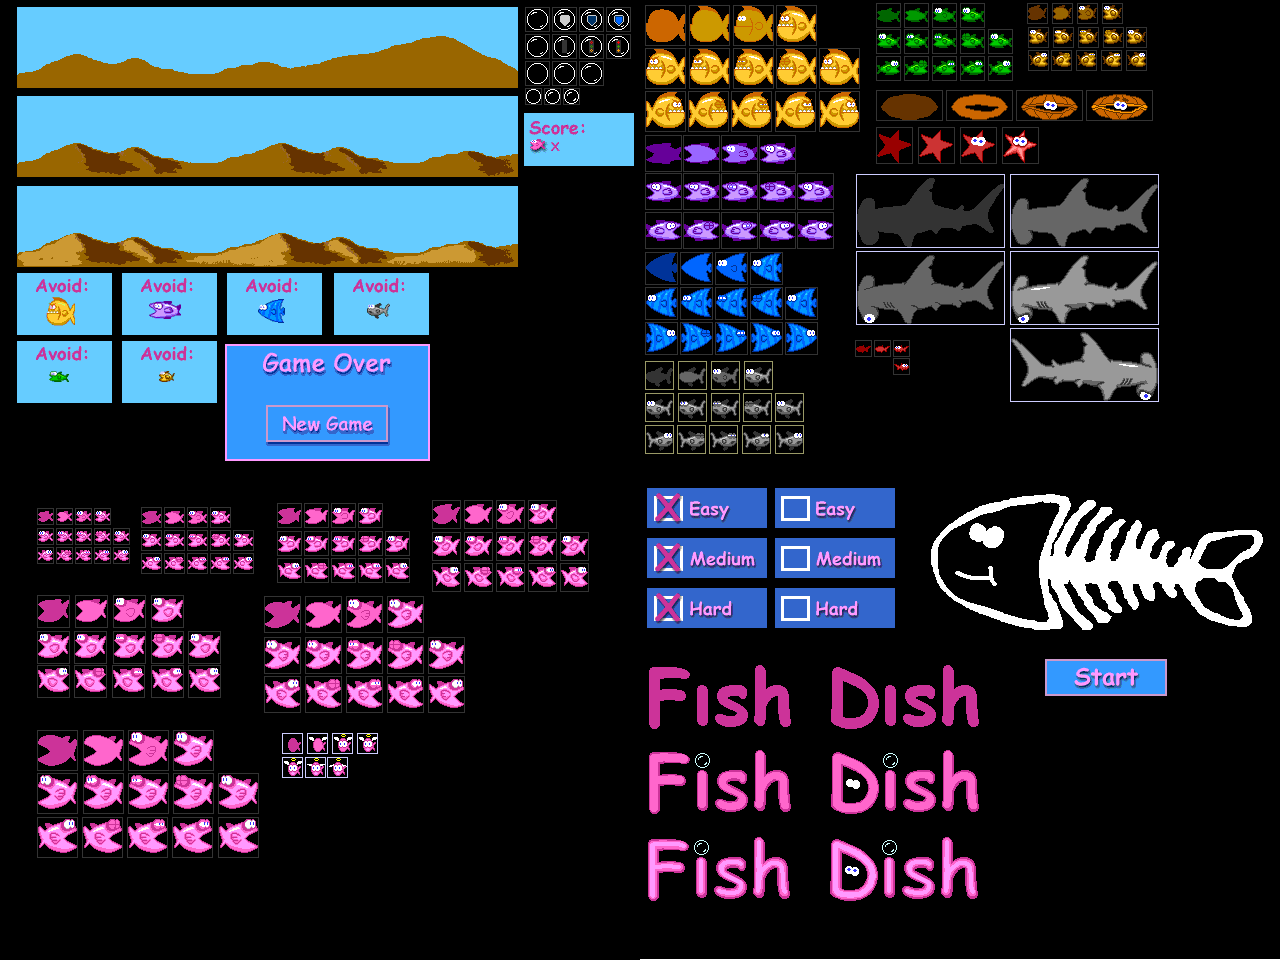 Score:
x
Avoid:
Avoid:
Avoid:
Avoid:
Avoid:
Avoid:
Game Over
New Game
Easy
Easy
Medium
Medium
Hard
Hard
Start
Fish Dish
Fish Dish
Fish Dish